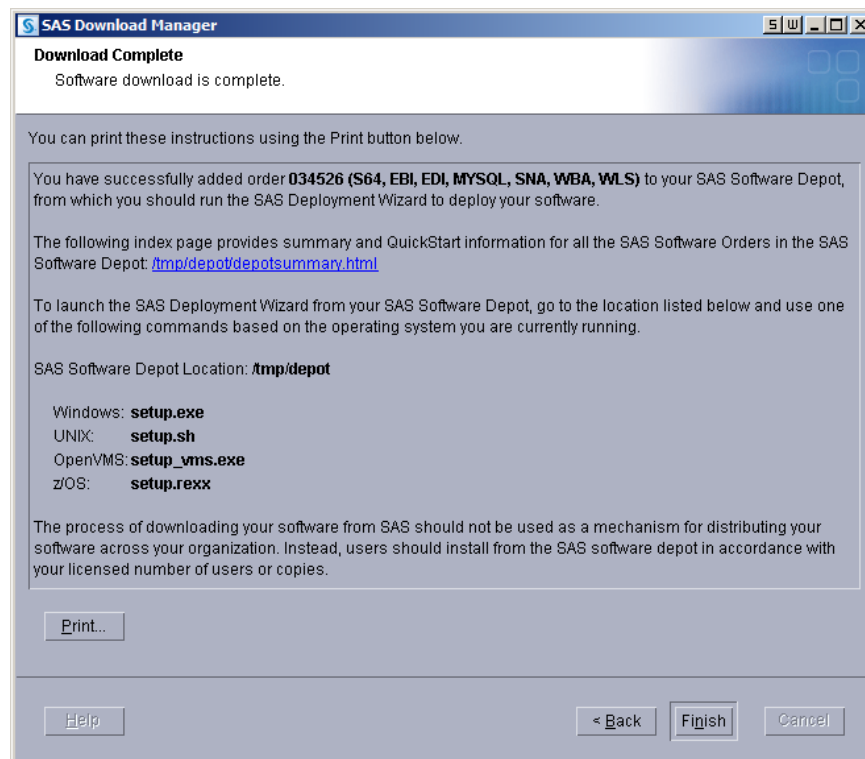 SAS Download Manager
Download Complete
Software download is complete.
You can print these instructions using the Print button below.
You have successfully added order 034526 (S64, EBI, EDI, MYSQL, SNA, WBA, WLS) to your SAS Software Depot,
from which you should run the SAS Deployment Wizard to deploy your software.
The following index page provides summary and QuickStart information for all the SAS Software Orders in the SAS
Software Depot: /tmp/depot/depotsummary.html
To launch the SAS Deployment Wizard from your SAS Software Depot, go to the location listed below and use one
of the following commands based on the operating system you are currently running.
SAS Software Depot Location: /tmp/depot
Windows: setup.exe
UNIX: setup.sh
OpenVMS: setup_vms.exe
z/OS: setup.rexx
The process of downloading your software from SAS should not be used as a mechanism for distributing your
software across your organization. Instead, users should install from the SAS software depot in accordance with
your licensed number of users or copies.
Print...
Help < Back Finish Cancel